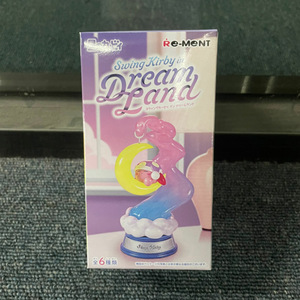 星のカービィ
RE-MENT
Swing Kirby in
Dream
Land
Swing Kirby
全6種類